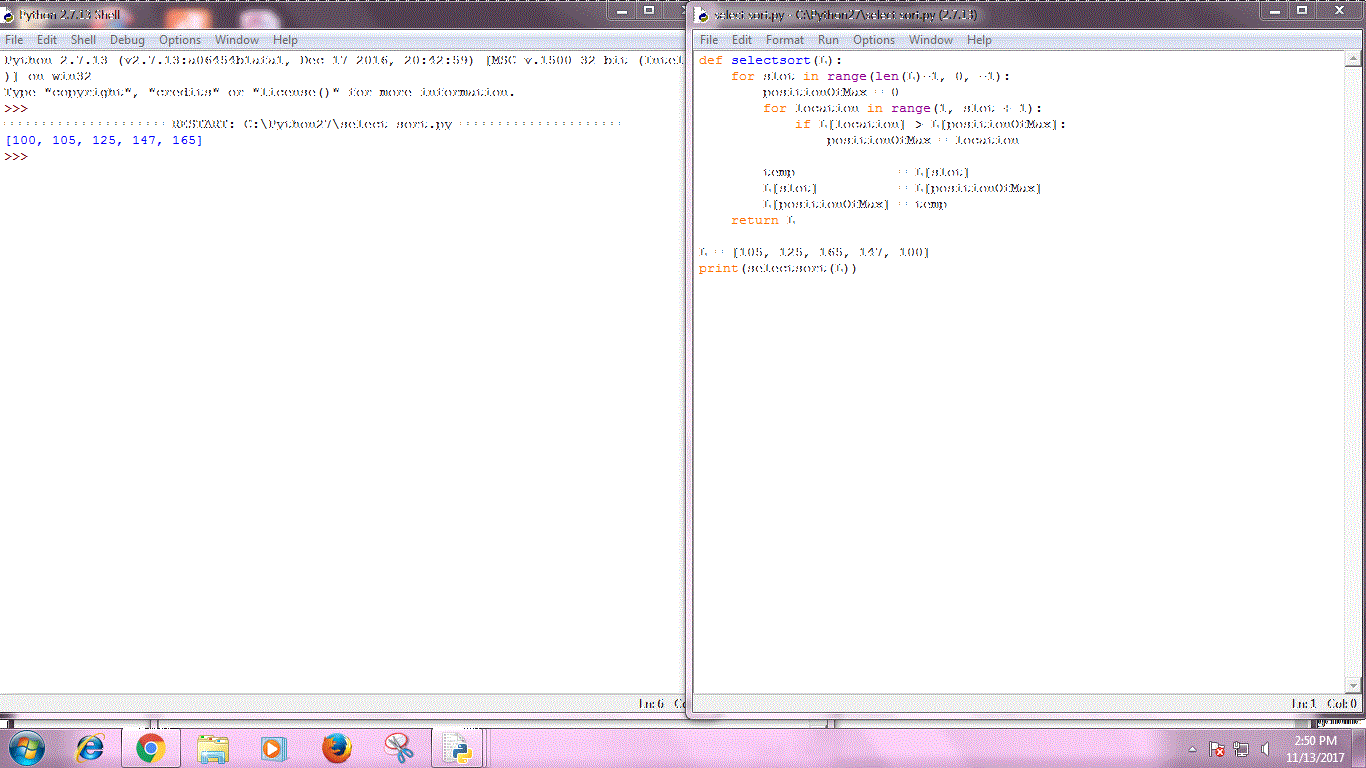 Python 2.7.13 Shell
File Edit Shell Debug Options Window Help
Python 2.7.13 (v2.7.13:a06454b1afa1, Dec 17 2016, 20:42:59) [MSC v.1500 32 bit (Intel
)] on win32
Type "copyright", "credits" or "license()" for more information.
>>>
==================== RESTART: C:\Python27\select sort.py ====================
[100, 105, 125, 147, 165]
>>>
Ln: 6
select sort.py - C:\Python27\select sort.py (2.7.13)
File Edit Format Run Options Window Help
def selectsort(L):
    for slot in range(len(L)-1, 0, -1):
        positionOfMax = 0
        for location in range(1, slot + 1):
            if L[location] > L[positionOfMax]:
                positionOfMax = location
        temp             = L[slot]
        L[slot]          = L[positionOfMax]
        L[positionOfMax] = temp
    return L
L = [105, 125, 165, 147, 100]
print(selectsort(L))
Ln: 1 Col: 0
2:50 PM
11/13/2017